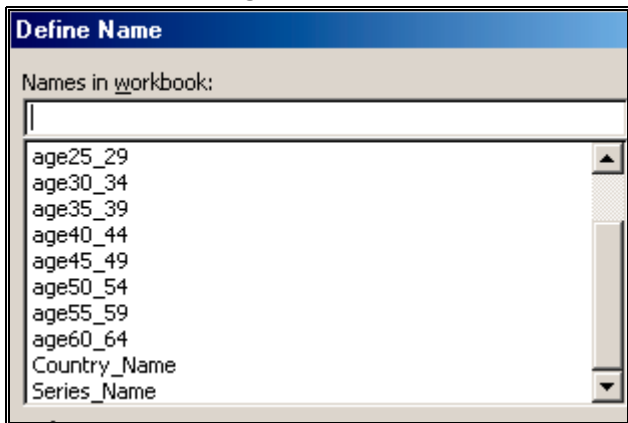 Define Name
Names in workbook:
age25_29
age30_34
age35_39
age40_44
age45_49
age50_54
age55_59
age60_64
Country_Name
Series_Name